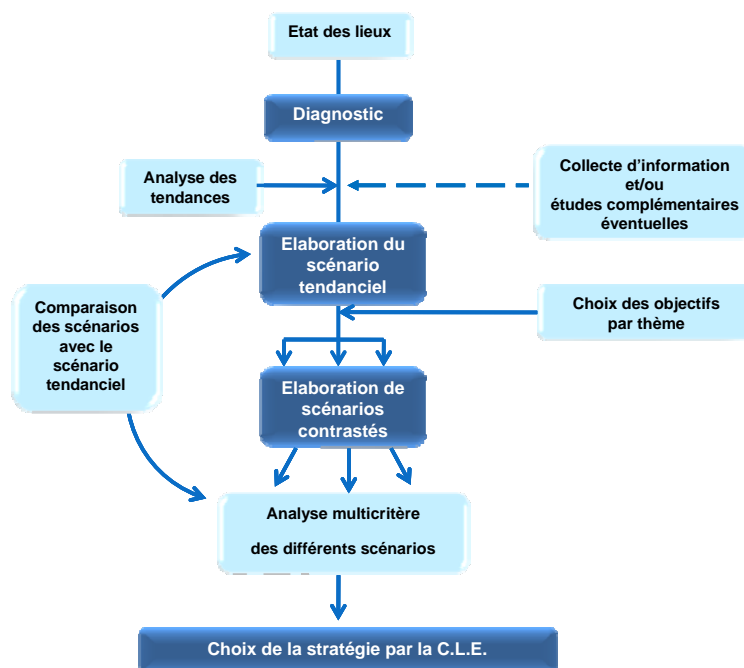 Etat des lieux
Diagnostic
Analyse des
tendances
Collecte d'information
et/ou
études complémentaires
éventuelles
Elaboration du
scénario
tendanciel
Choix des objectifs
par thème
Comparaison
des scénarios
avec le
scénario
tendanciel
Elaboration de
scénarios
contrastés
Analyse multicritère
des différents scénarios
Choix de la stratégie par la C.L.E.